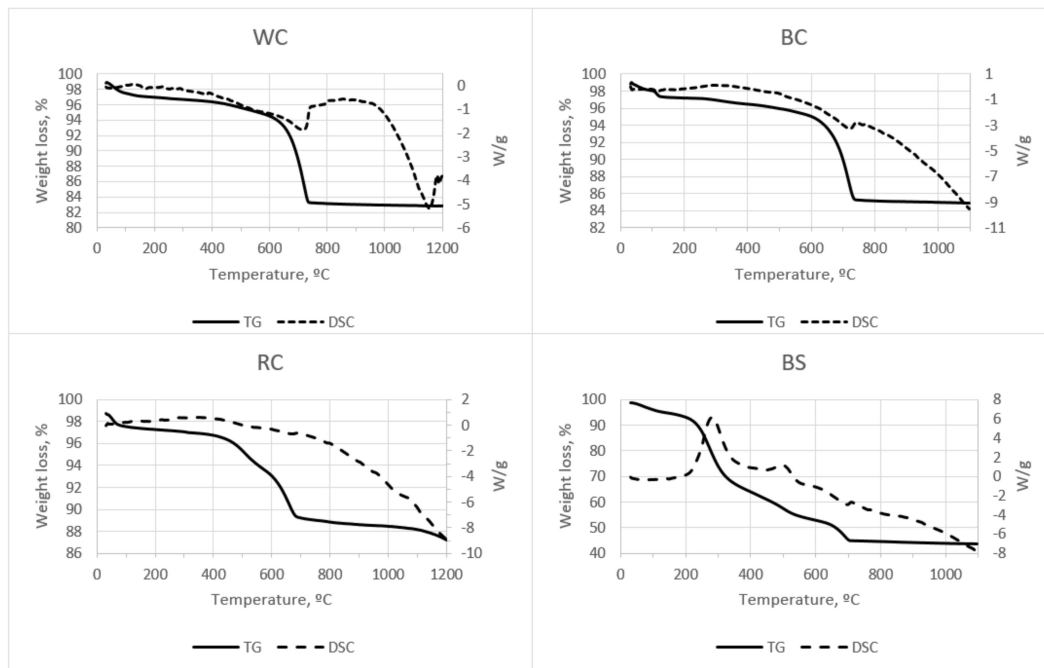 WC
Weight loss, %
100
98
96
94
92
90
88
86
84
82
80
0
-1
-2
-3
-4
-5
-6
W/g
0 200 400 600 800 1000 1200
Temperature, ºC
TG DSC
BC
Weight loss, %
100
98
96
94
92
90
88
86
84
82
1
-1
-3
-5
-7
-9
-11
W/g
0 200 400 600 800 1000
Temperature, ºC
TG DSC
RC
Weight loss, %
100
98
96
94
92
90
88
86
2
0
-2
-4
-6
-8
-10
W/g
0 200 400 600 800 1000 1200
Temperature, ºC
TG DSC
BS
Weight loss, %
100
90
80
70
60
50
40
8
6
4
2
0
-2
-4
-6
-8
W/g
0 200 400 600 800 1000
Temperature, ºC
TG DSC